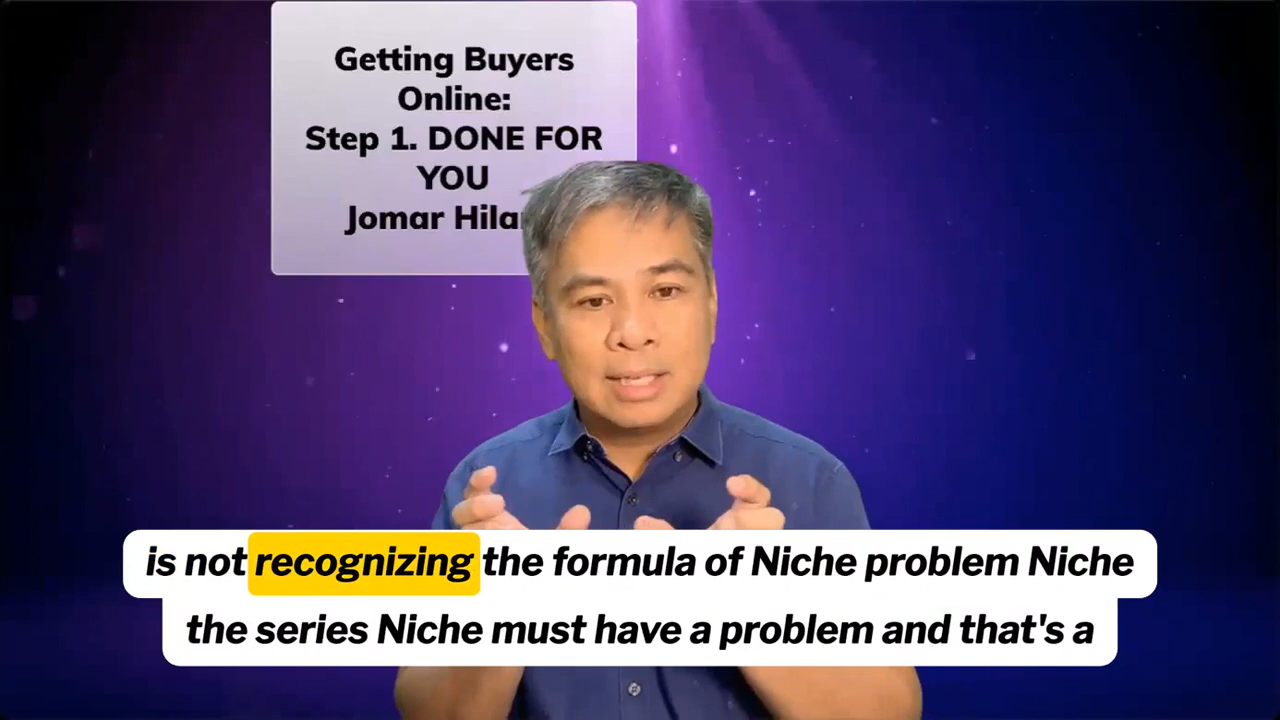 Getting Buyers
Online:
Step 1. DONE FOR
YOU
Jomar
is not recognizing the formula of Niche problem Niche
the series Niche must have a problem and that's a